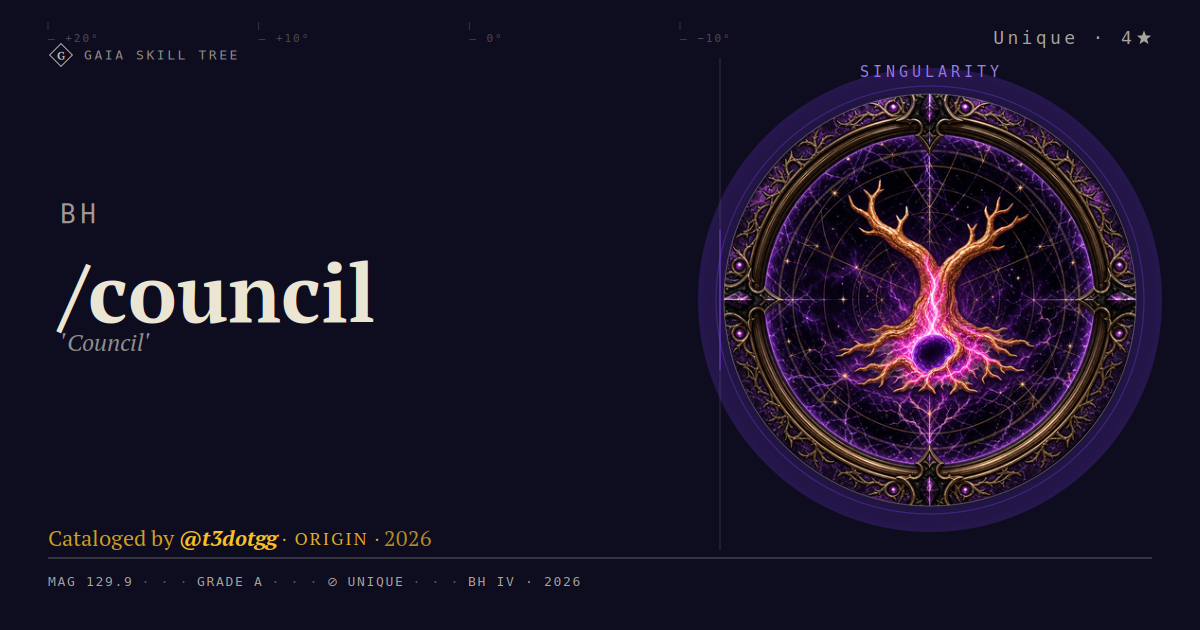 — +20°
— +10°
— 0°
— −10°
Unique · 4★
G GAIA SKILL TREE
SINGULARITY
BH
/council
'Council'
Cataloged by @t3dotgg · ORIGIN · 2026
MAG 129.9 · · · GRADE A · · · ⊘ UNIQUE · · · BH IV · 2026